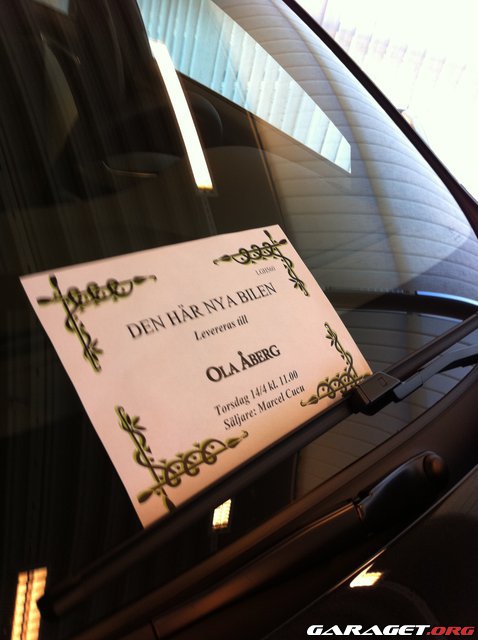 LGH560
DEN HÄR NYA BILEN
Levereras till
OLA ÅBERG
Torsdag 14/4 kl. 11.00
Säljare: Marcel Cucu
GARAGET.ORG